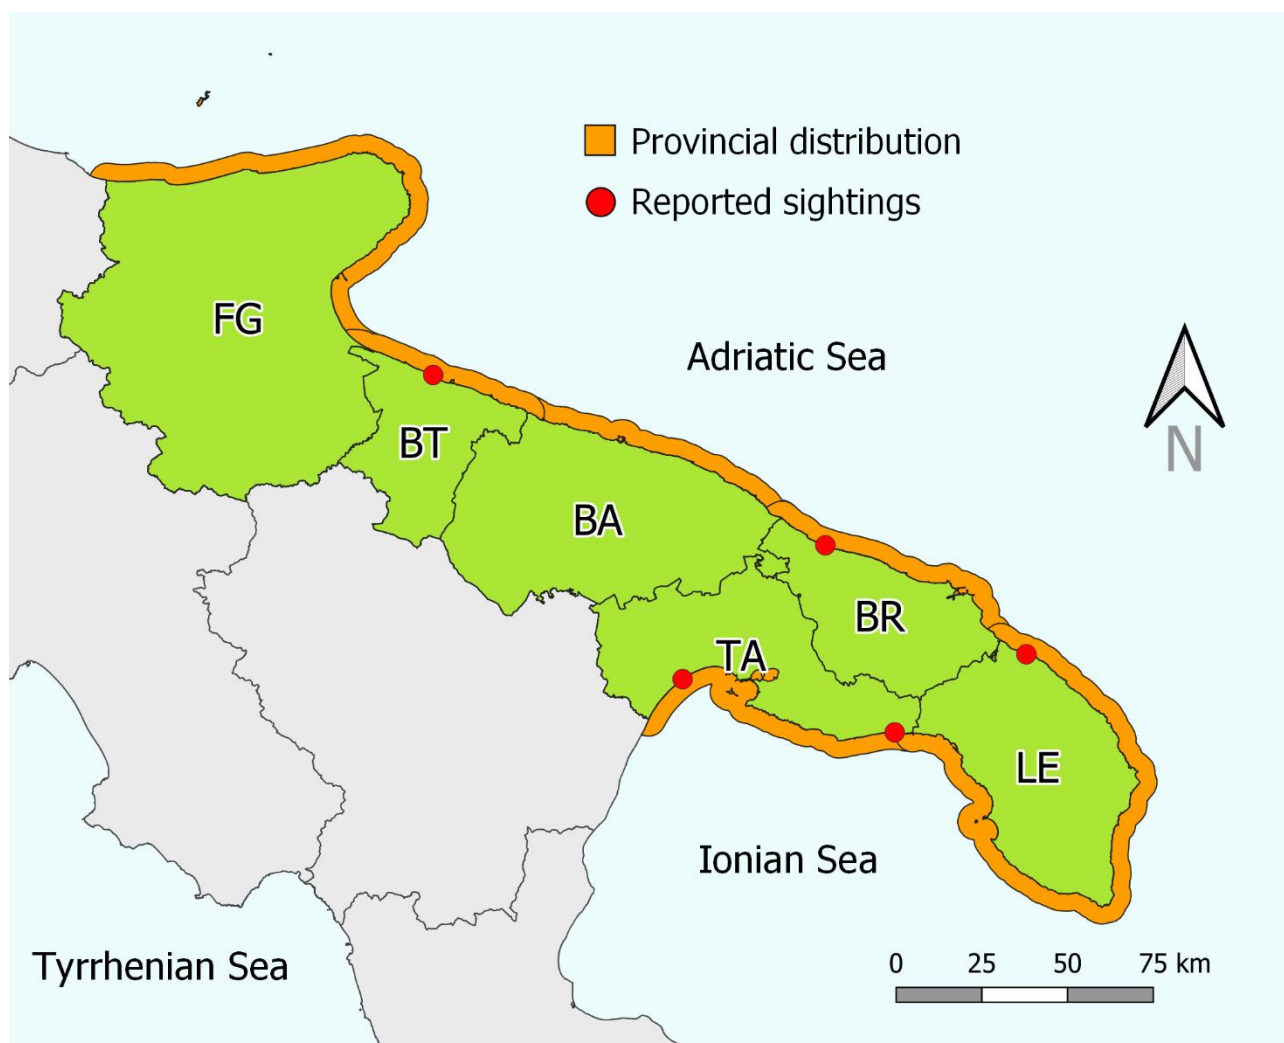 Provincial distribution
Reported sightings
FG
Adriatic Sea
BT
N
BA
BR
TA
LE
Ionian Sea
Tyrrhenian Sea
0 25 50 75 km